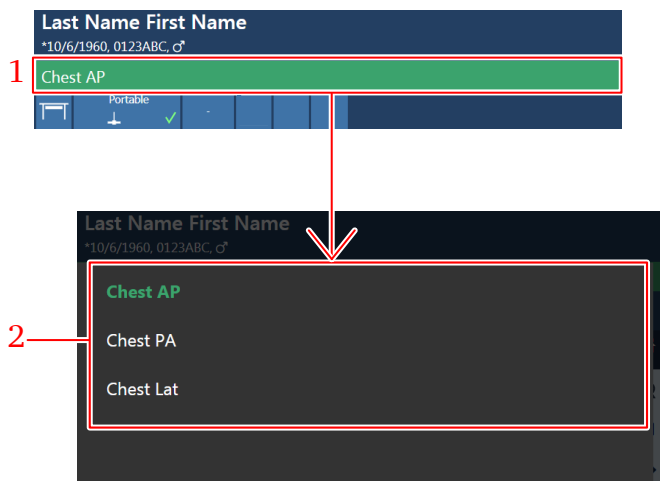 Last Name First Name
*10/6/1960, 0123ABC, ♂
1
Chest AP
Portable
-
Last Name First Name
*10/6/1960, 0123ABC, ♂
Chest AP
2
Chest PA
Chest Lat